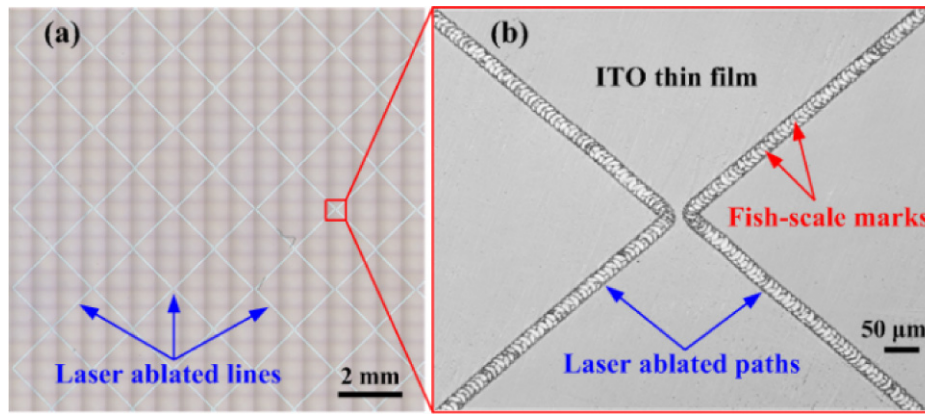 (a)
(b)
ITO thin film
Fish-scale marks
Laser ablated lines
2 mm
Laser ablated paths
50 μm